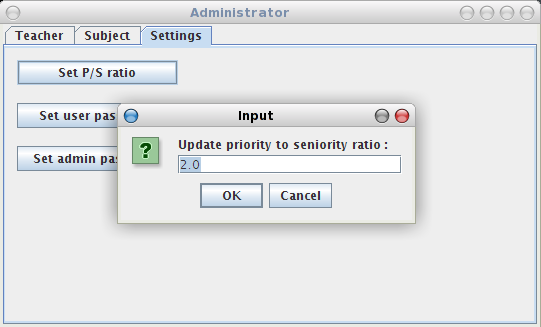 Administrator
Teacher
Subject
Settings
Set P/S ratio
Set user pas
Set admin pas
Input
?
Update priority to seniority ratio :
2.0
OK
Cancel